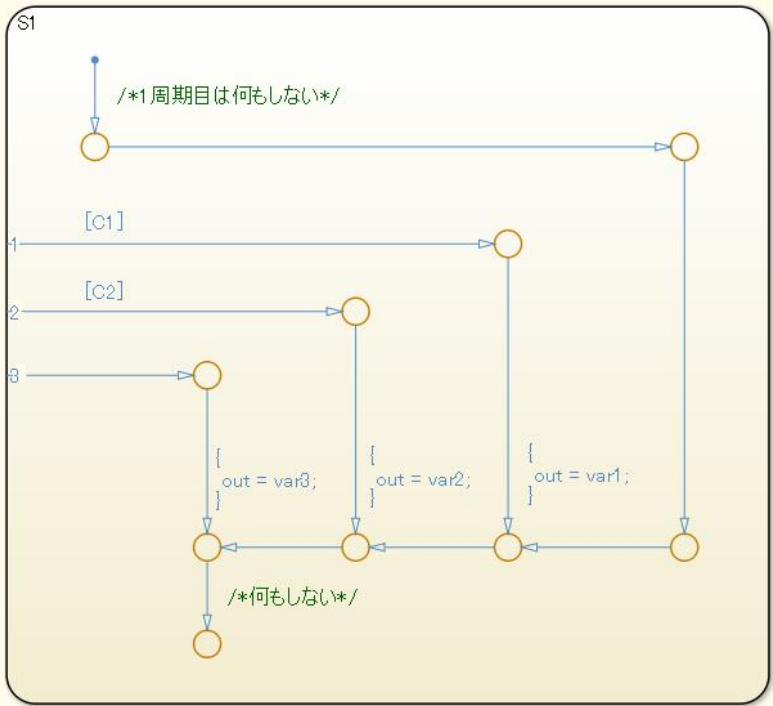 S1
/*1周期目は何もしない*/
[C1]
1
[C2]
2
3
{
out = var3;
}
{
out = var2;
}
{
out = var1;
}
/*何もしない*/